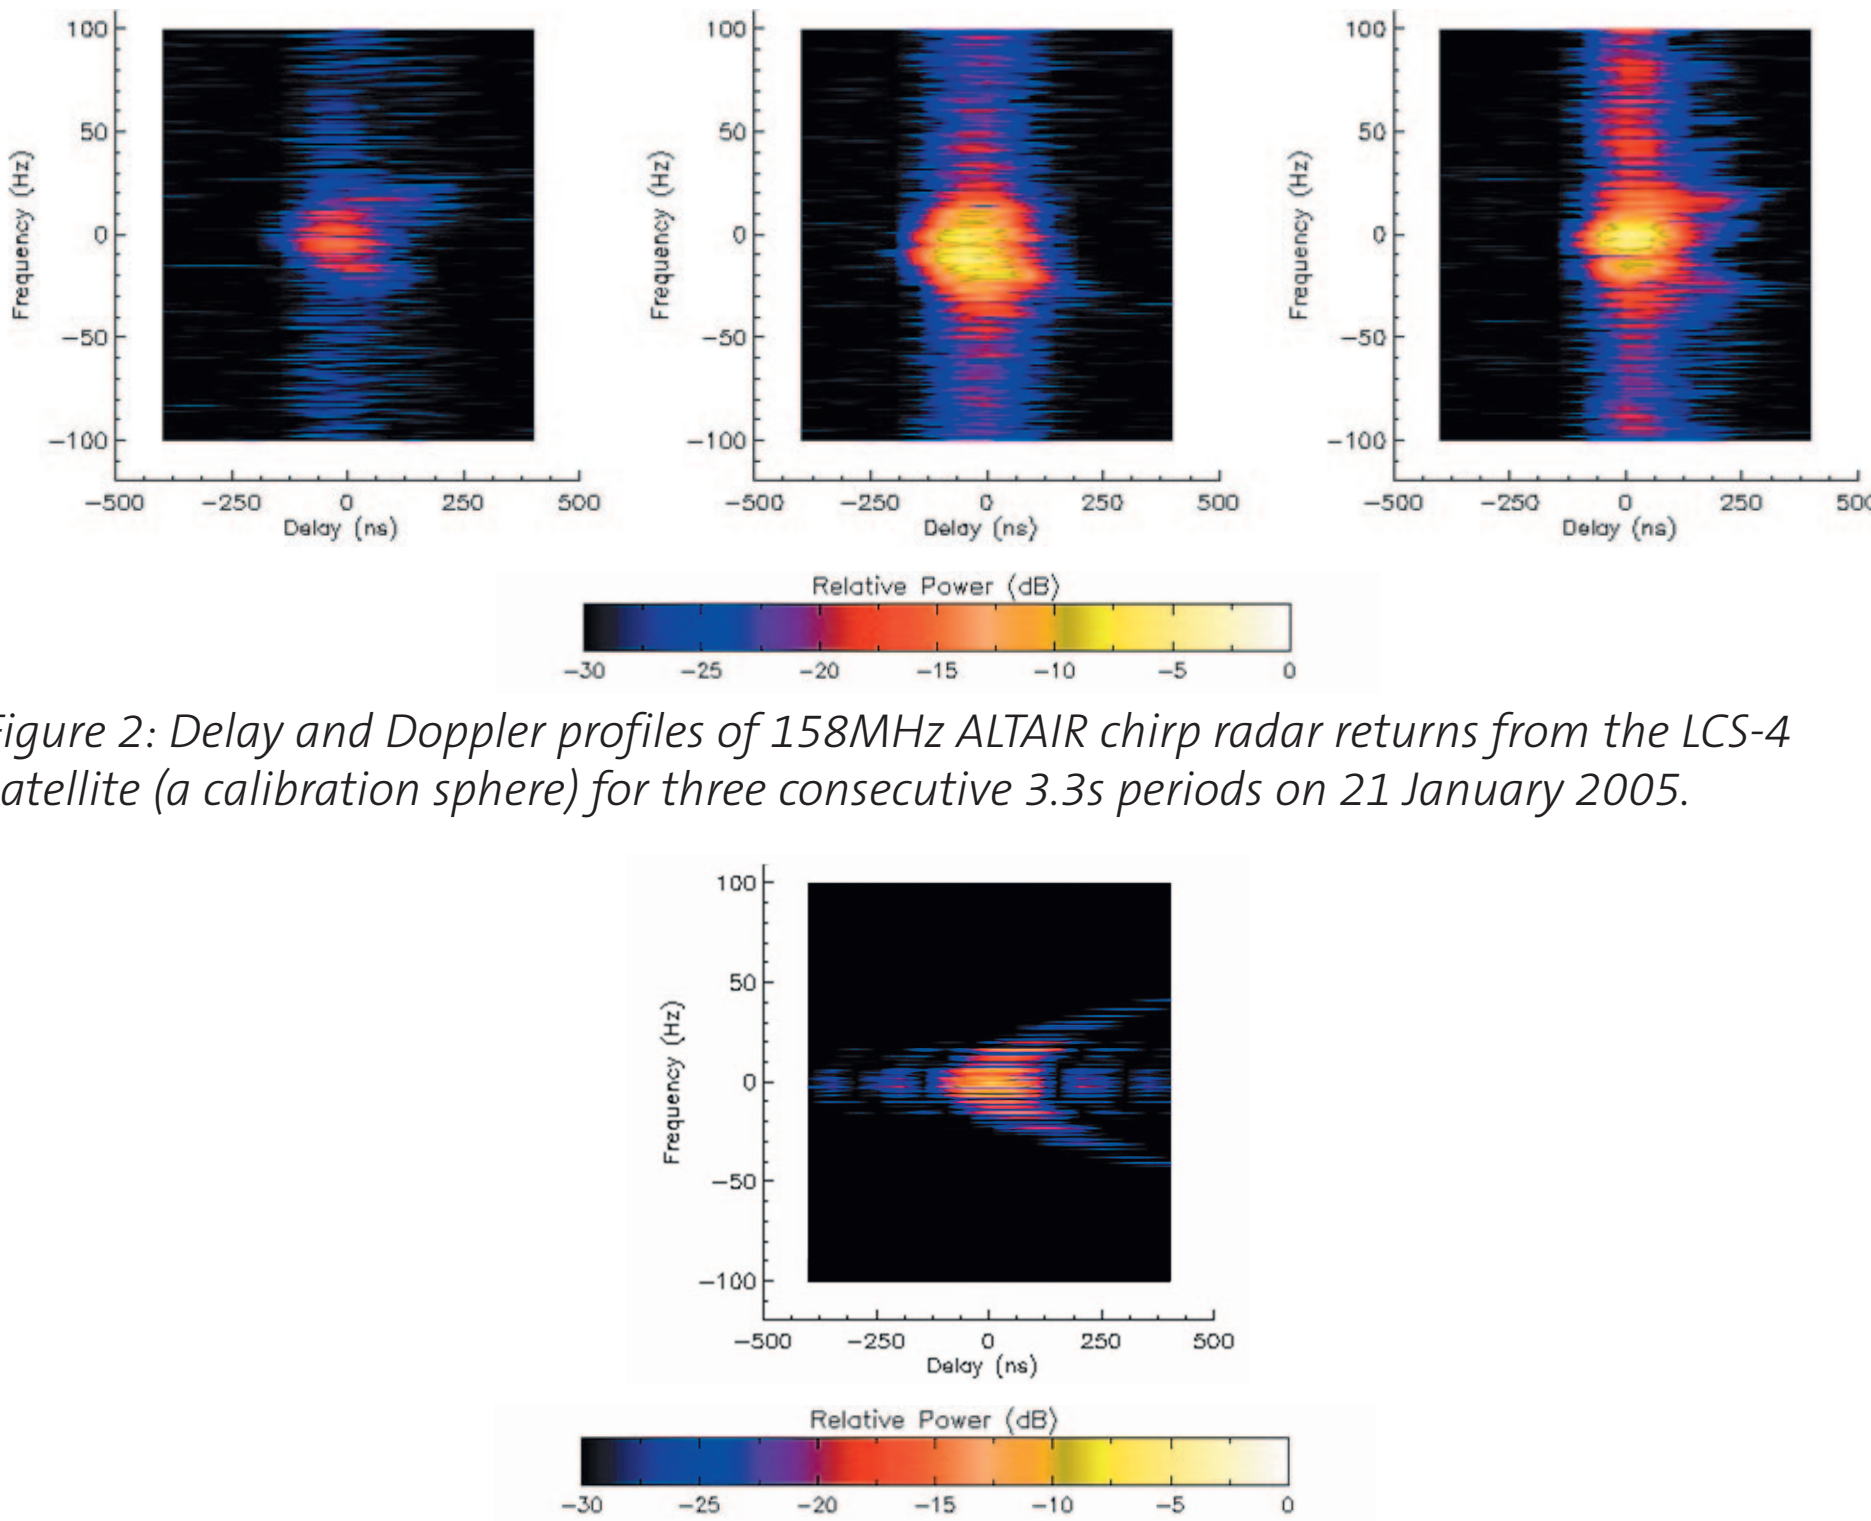 100
50
0
−50
−100
Frequency (Hz)
−500 −250 0 250 500
Delay (ns)
100
50
0
−50
−100
Frequency (Hz)
−500 −250 0 250 500
Delay (ns)
100
50
0
−50
−100
Frequency (Hz)
−500 −250 0 250 500
Delay (ns)
Relative Power (dB)
−30 −25 −20 −15 −10 −5 0
Figure 2: Delay and Doppler profiles of 158MHz ALTAIR chirp radar returns from the LCS-4
satellite (a calibration sphere) for three consecutive 3.3s periods on 21 January 2005.
100
50
0
−50
−100
Frequency (Hz)
−500 −250 0 250 500
Delay (ns)
Relative Power (dB)
−30 −25 −20 −15 −10 −5 0